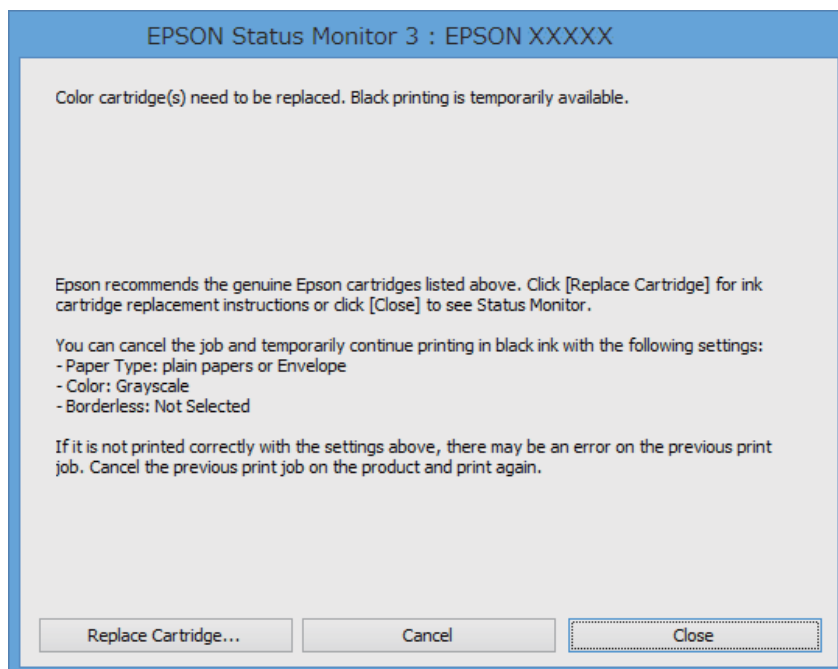 EPSON Status Monitor 3 : EPSON XXXXX
Color cartridge(s) need to be replaced. Black printing is temporarily available.
Epson recommends the genuine Epson cartridges listed above. Click [Replace Cartridge] for ink
cartridge replacement instructions or click [Close] to see Status Monitor.
You can cancel the job and temporarily continue printing in black ink with the following settings:
- Paper Type: plain papers or Envelope
- Color: Grayscale
- Borderless: Not Selected
If it is not printed correctly with the settings above, there may be an error on the previous print
job. Cancel the previous print job on the product and print again.
Replace Cartridge... Cancel Close